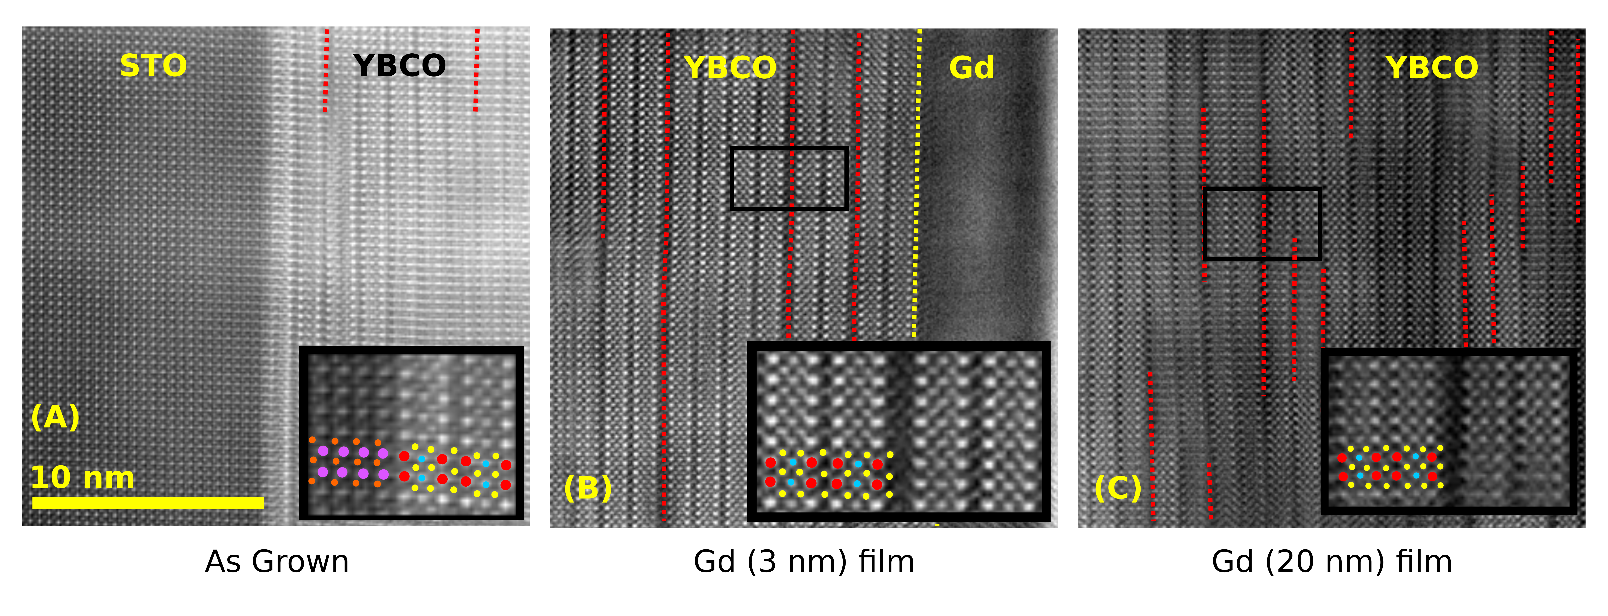 STO YBCO
(A)
10 nm
As Grown
YBCO Gd
(B)
Gd (3 nm) film
YBCO
(C)
Gd (20 nm) film